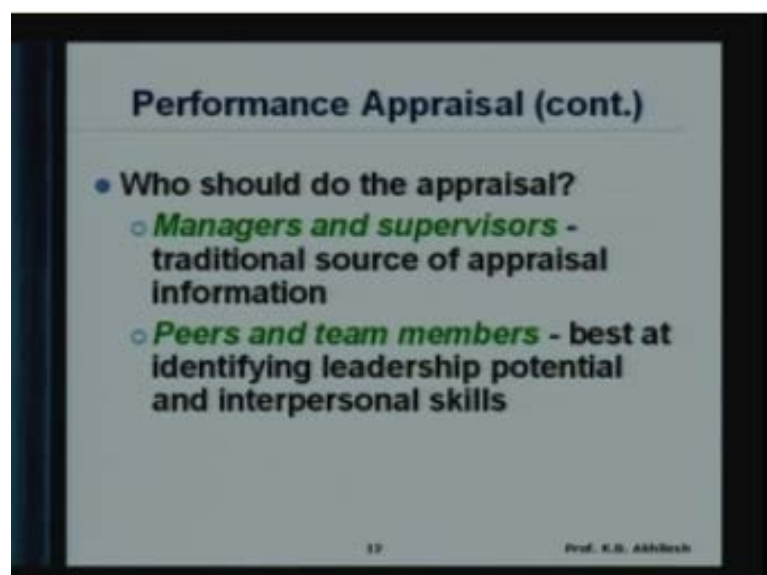 Performance Appraisal (cont.)
Who should do the appraisal?
Managers and supervisors -
traditional source of appraisal
information
Peers and team members - best at
identifying leadership potential
and interpersonal skills
Prof. K.B. Akhilesh